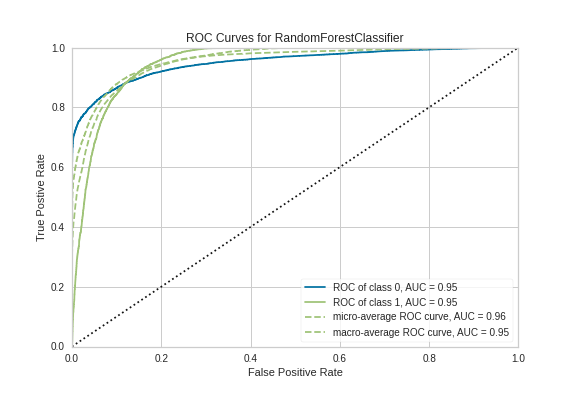 ROC Curves for RandomForestClassifier
1.0
0.8
0.6
0.4
0.2
0.0
True Postive Rate
ROC of class 0, AUC = 0.95
ROC of class 1, AUC = 0.95
micro-average ROC curve, AUC = 0.96
macro-average ROC curve, AUC = 0.95
0.0 0.2 0.4 0.6 0.8 1.0
False Positive Rate